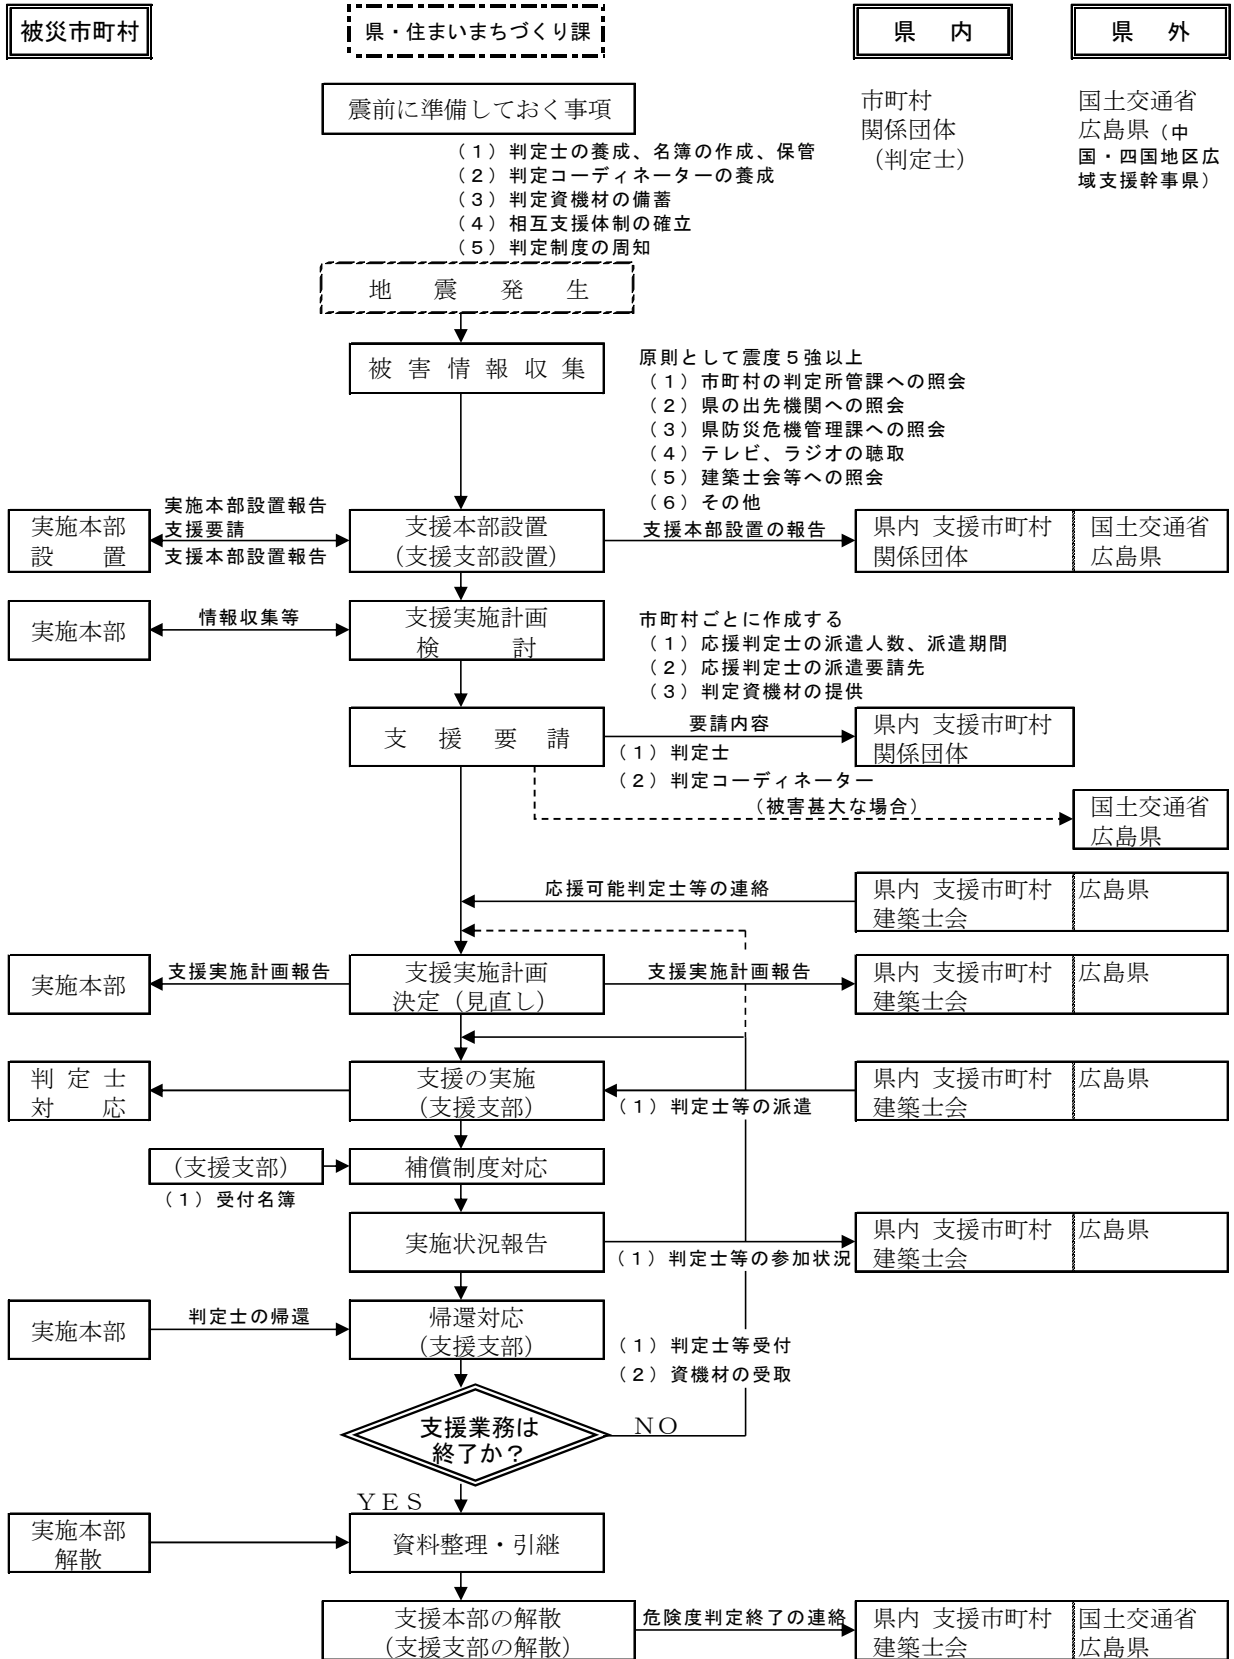 被災市町村
県・住まいまちづくり課
県　内
県　外
震前に準備しておく事項
市町村
関係団体
（判定士）
国土交通省
広島県（中
国・四国地区広
域支援幹事県）
（１）判定士の養成、名簿の作成、保管
（２）判定コーディネーターの養成
（３）判定資機材の備蓄
（４）相互支援体制の確立
（５）判定制度の周知
地　震　発　生
被 害 情 報 収 集
原則として震度５強以上
（１）市町村の判定所管課への照会
（２）県の出先機関への照会
（３）県防災危機管理課への照会
（４）テレビ、ラジオの聴取
（５）建築士会等への照会
（６）その他
実施本部
設　　置
実施本部設置報告
支援要請
支援本部設置報告
支援本部設置
(支援支部設置)
支援本部設置の報告
県内 支援市町村
関係団体
国土交通省
広島県
実施本部
情報収集等
支援実施計画
検　　　討
市町村ごとに作成する
（１）応援判定士の派遣人数、派遣期間
（２）応援判定士の派遣要請先
（３）判定資機材の提供
支　援　要　請
要請内容
（１）判定士
（２）判定コーディネーター
（被害甚大な場合）
県内 支援市町村
関係団体
国土交通省
広島県
応援可能判定士等の連絡
県内 支援市町村
建築士会
広島県
実施本部
支援実施計画報告
支援実施計画
決定（見直し）
支援実施計画報告
県内 支援市町村
建築士会
広島県
判 定 士
対　　応
支援の実施
(支援支部)
（１）判定士等の派遣
県内 支援市町村
建築士会
広島県
(支援支部)
（１）受付名簿
補償制度対応
実施状況報告
（１）判定士等の参加状況
県内 支援市町村
建築士会
広島県
実施本部
判定士の帰還
帰還対応
(支援支部)
（１）判定士等受付
（２）資機材の受取
支援業務は
終了か？
ＮＯ
ＹＥＳ
実施本部
解散
資料整理・引継
支援本部の解散
(支援支部の解散)
危険度判定終了の連絡
県内 支援市町村
建築士会
国土交通省
広島県